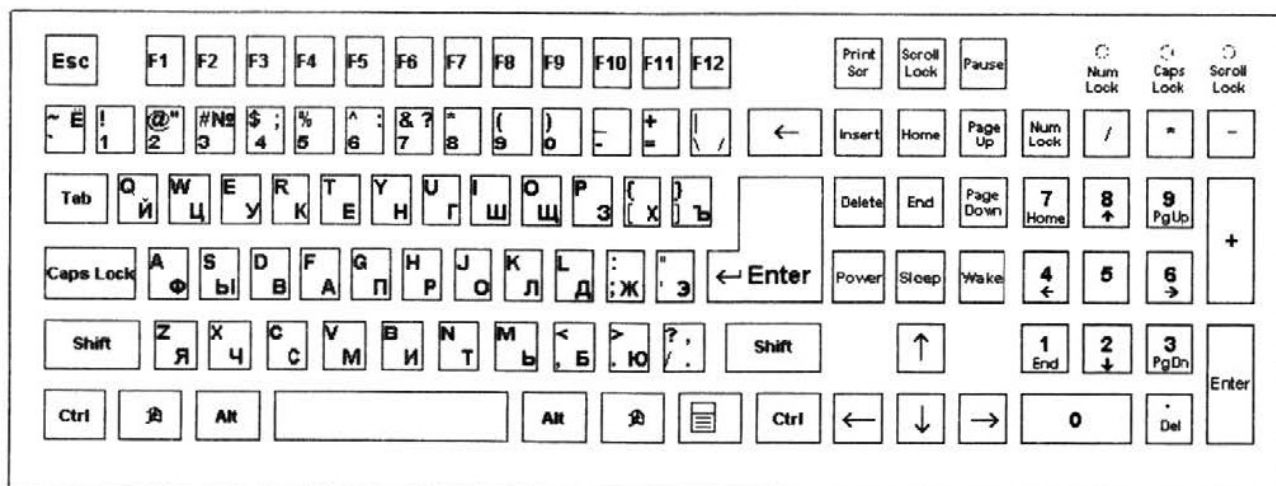 Esc F1 F2 F3 F4 F5 F6 F7 F8 F9 F10 F11 F12 Print Scr Scroll Lock Pause Num Lock Caps Lock Scroll Lock
~ Ё ` ! 1 @ " 2 # № 3 $ ; 4 % 5 ^ : 6 & ? 7 * 8 ( 9 ) 0 _ - + = | \ / ← Insert Home Page Up Num Lock / * -
Tab Q Й W Ц E У R К T Е Y Н U Г I Ш O Щ P З { [ Х } ] Ъ Delete End Page Down 7 Home 8 ↑ 9 PgUp +
Caps Lock A Ф S Ы D В F А G П H Р J О K Л L Д : ; Ж " ' Э ↵ Enter Power Sleep Wake 4 ← 5 6 →
Shift Z Я X Ч C С V М B И N Т M Ь < , Б > . Ю ? , / . Shift ↑ 1 End 2 ↓ 3 PgDn Enter
Ctrl Alt Alt Ctrl ← ↓ → 0 . Del